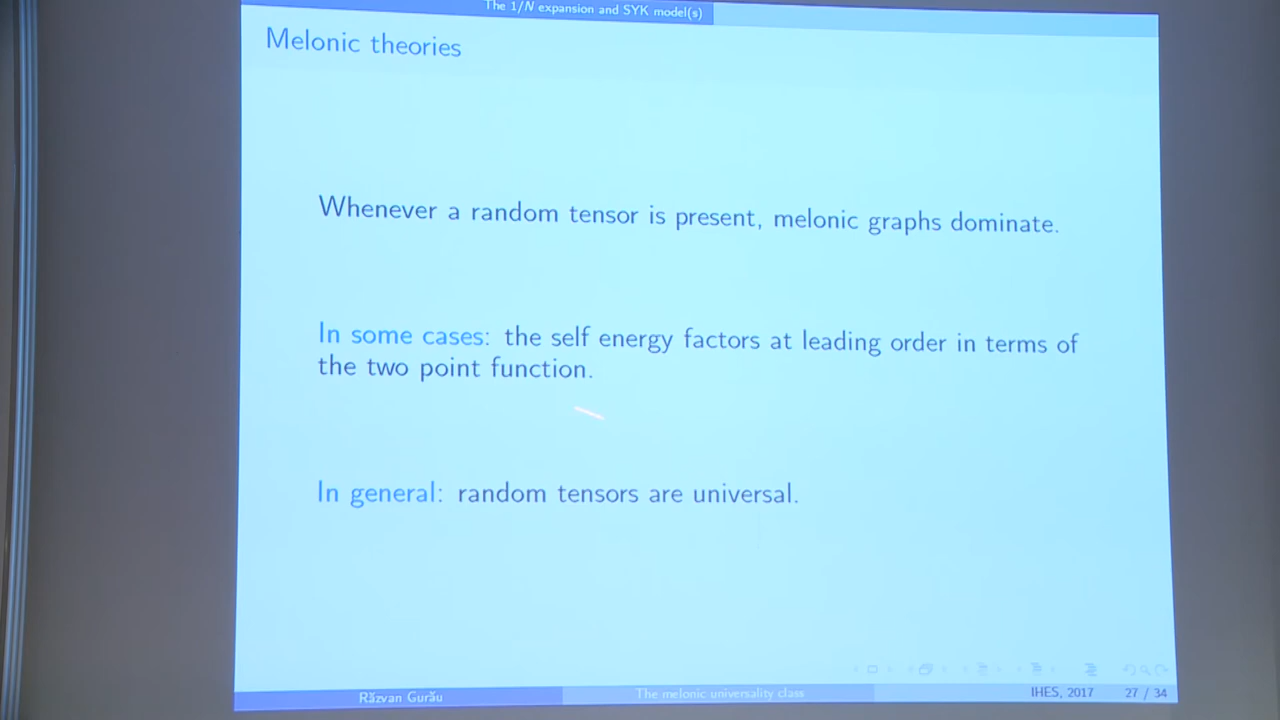 The 1/N expansion and SYK model(s)
Melonic theories
Whenever a random tensor is present, melonic graphs dominate.
In some cases: the self energy factors at leading order in terms of
the two point function.
In general: random tensors are universal.
Răzvan Gurău
The melonic universality class
IHES, 2017
27 / 34